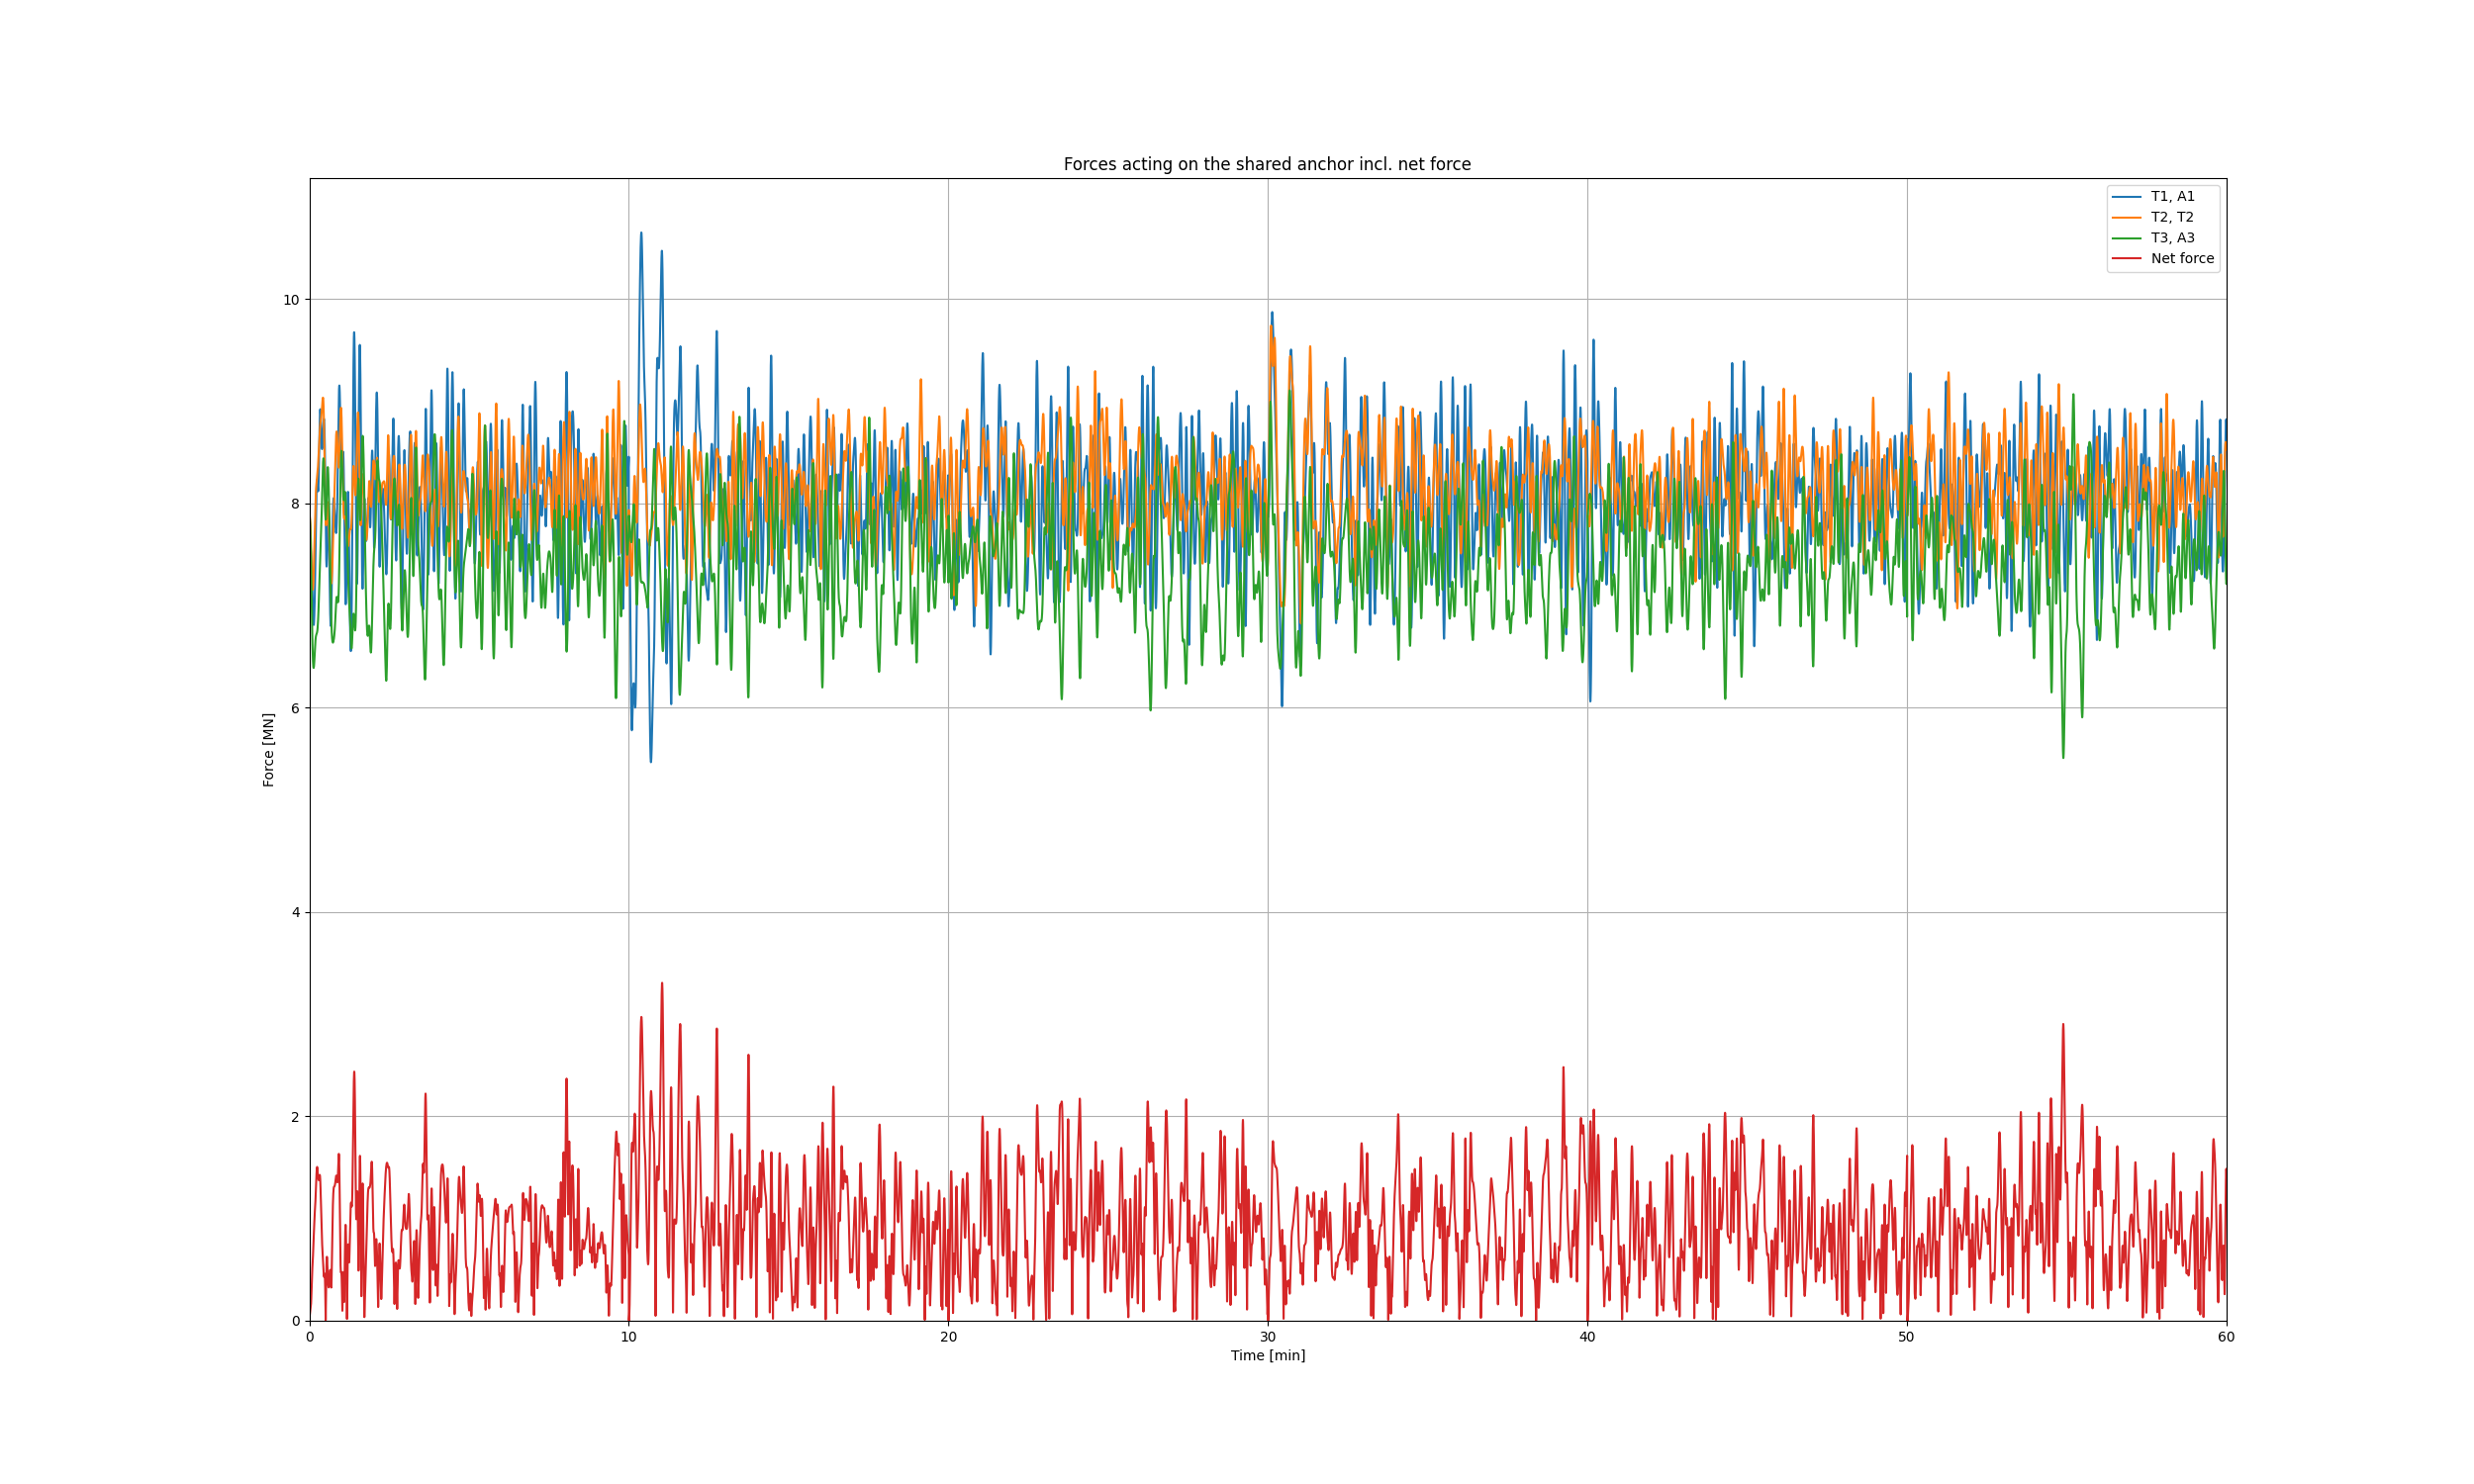 Forces acting on the shared anchor incl. net force
T1, A1
T2, T2
T3, A3
Net force
10
8
6
4
2
0
Force [MN]
0 10 20 30 40 50 60
Time [min]